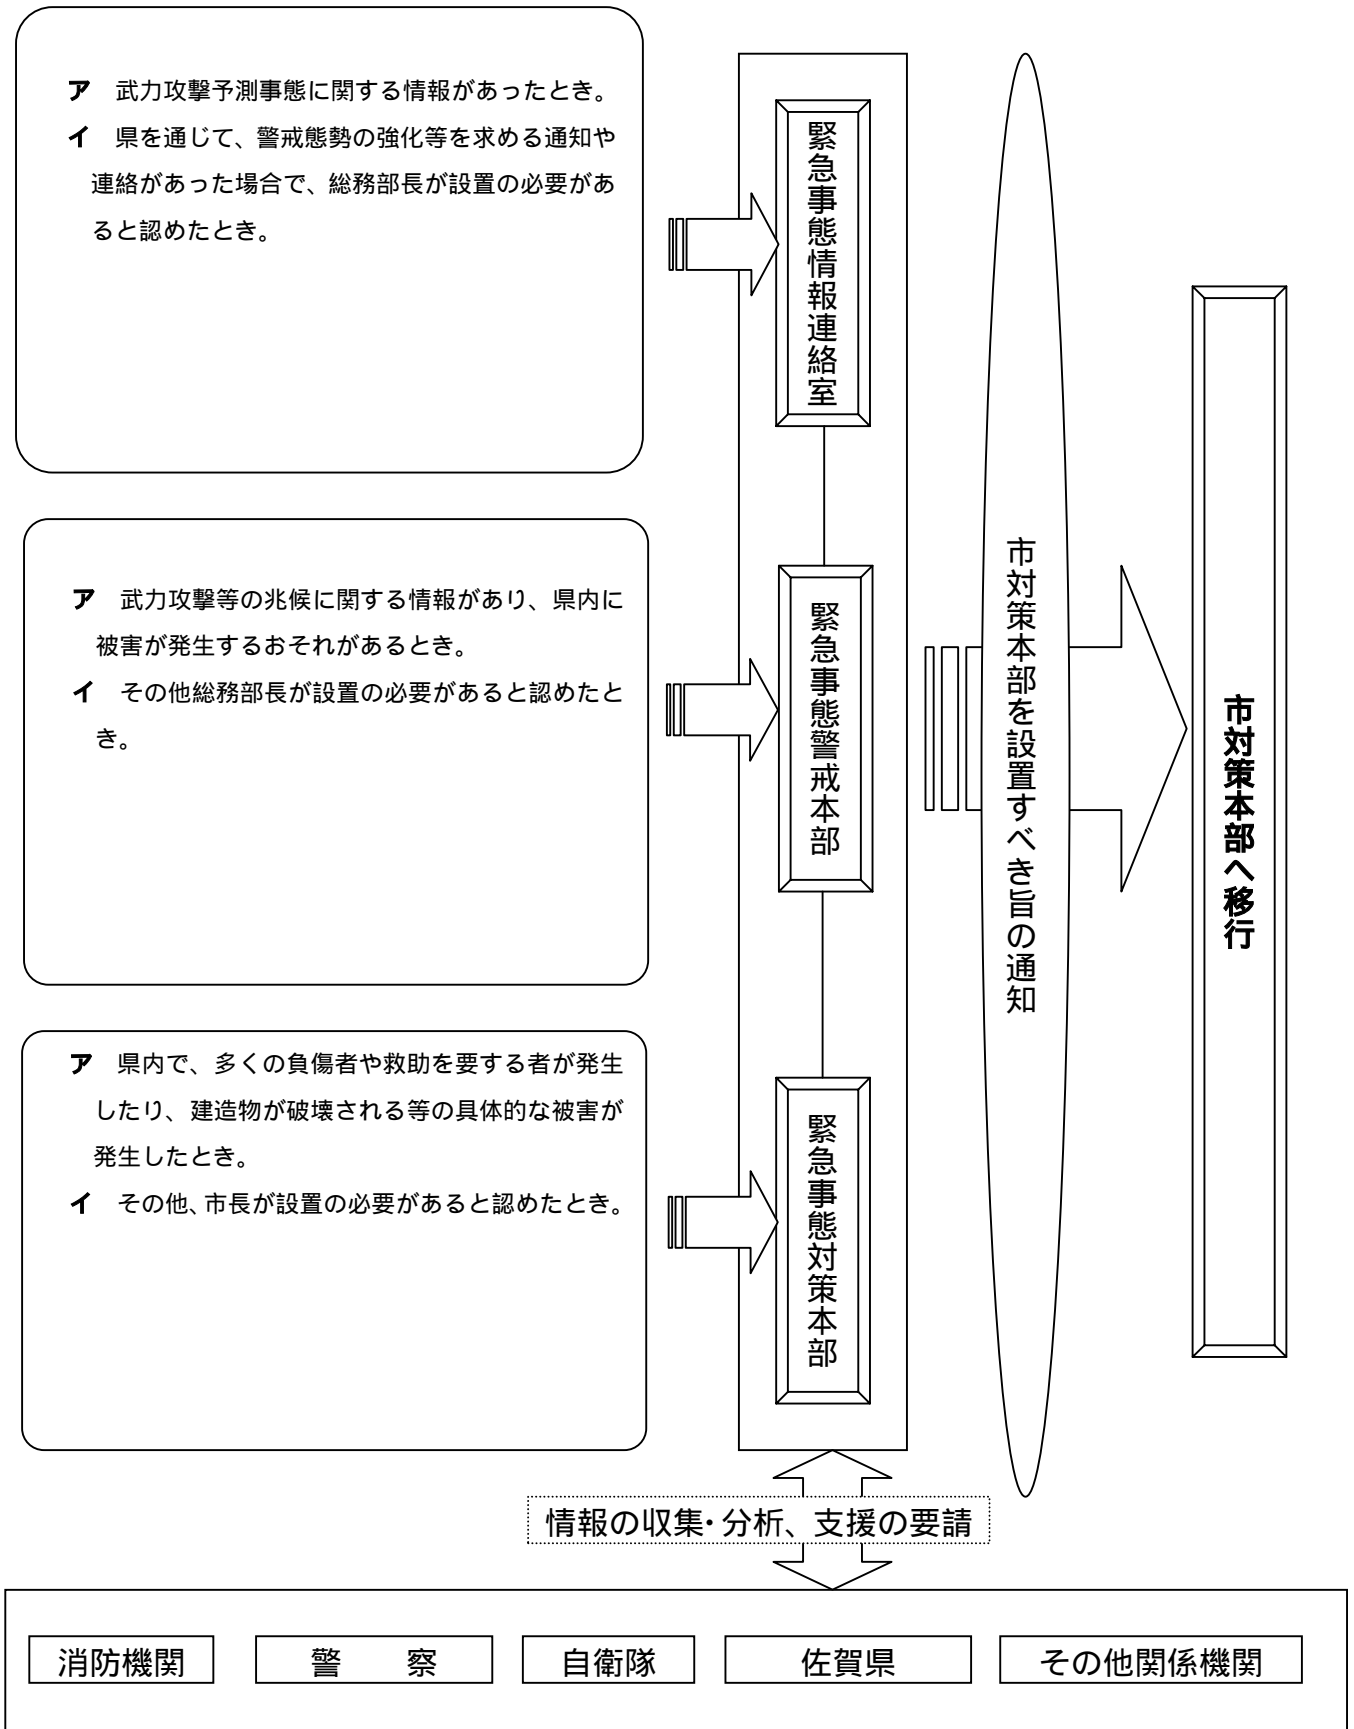 ア　武力攻撃予測事態に関する情報があったとき。
イ　県を通じて、警戒態勢の強化等を求める通知や
連絡があった場合で、総務部長が設置の必要があ
ると認めたとき。
緊急事態情報連絡室
ア　武力攻撃等の兆候に関する情報があり、県内に
被害が発生するおそれがあるとき。
イ　その他総務部長が設置の必要があると認めたと
き。
緊急事態警戒本部
ア　県内で、多くの負傷者や救助を要する者が発生
したり、建造物が破壊される等の具体的な被害が
発生したとき。
イ　その他、市長が設置の必要があると認めたとき。
緊急事態対策本部
市対策本部を設置すべき旨の通知
市対策本部へ移行
情報の収集・分析、支援の要請
消防機関
警　察
自衛隊
佐賀県
その他関係機関